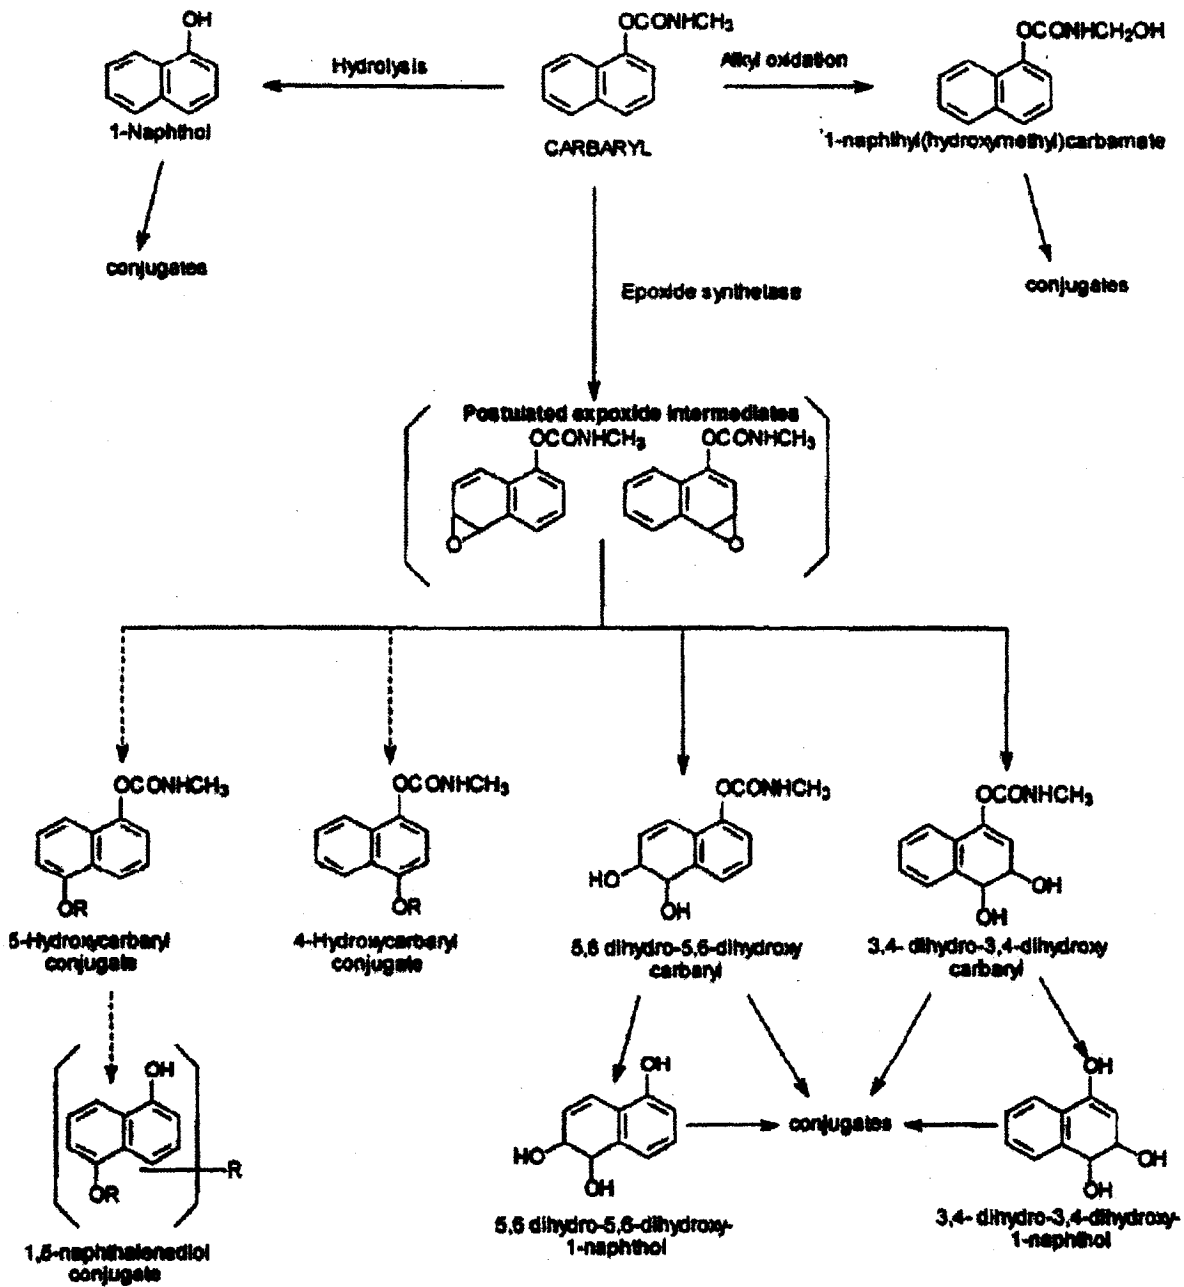 OH
OCONHCH3
OCONHCH2OH
Hydrolysis
Alkyl oxidation
1-Naphthol
CARBARYL
1-naphthyl(hydroxymethyl)carbamate
conjugates
conjugates
Epoxide synthetase
Postulated expoxide intermediates
OCONHCH3
OCONHCH3
O
O
OCONHCH3
OCONHCH3
OCONHCH3
OCONHCH3
OR
OR
HO
OH
OH
OH
5-Hydroxycarbaryl
conjugate
4-Hydroxycarbaryl
conjugate
5,6 dihydro-5,6-dihydroxy
carbaryl
3,4- dihydro-3,4-dihydroxy
carbaryl
OH
OR
R
1,5-naphthalenediol
conjugate
OH
HO
OH
5,6 dihydro-5,6-dihydroxy-
1-naphthol
conjugates
OH
OH
OH
3,4- dihydro-3,4-dihydroxy-
1-naphthol